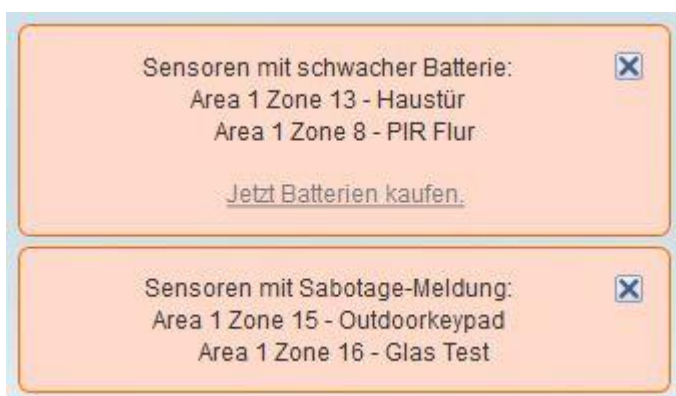 Sensoren mit schwacher Batterie:
Area 1 Zone 13 - Haustür
Area 1 Zone 8 - PIR Flur
Jetzt Batterien kaufen.
Sensoren mit Sabotage-Meldung:
Area 1 Zone 15 - Outdoorkeypad
Area 1 Zone 16 - Glas Test